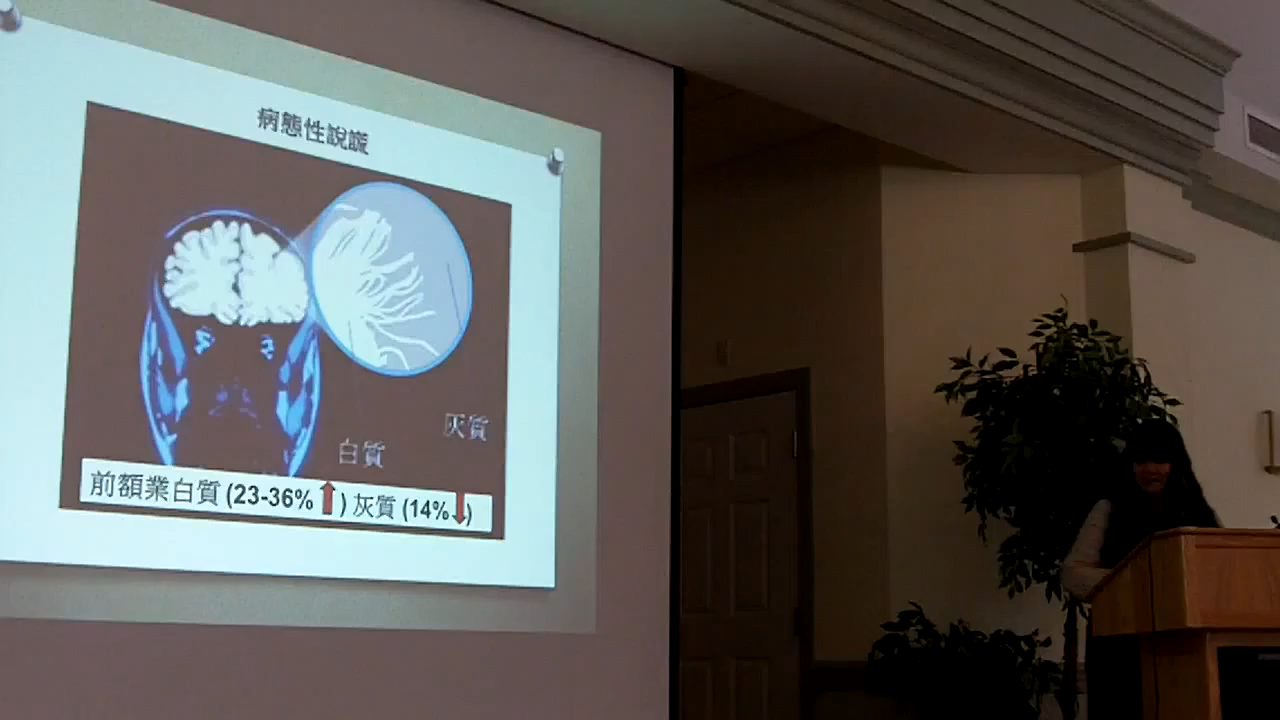 病態性說謊
灰質
白質
前額業白質 (23-36% ↑) 灰質 (14% ↓)